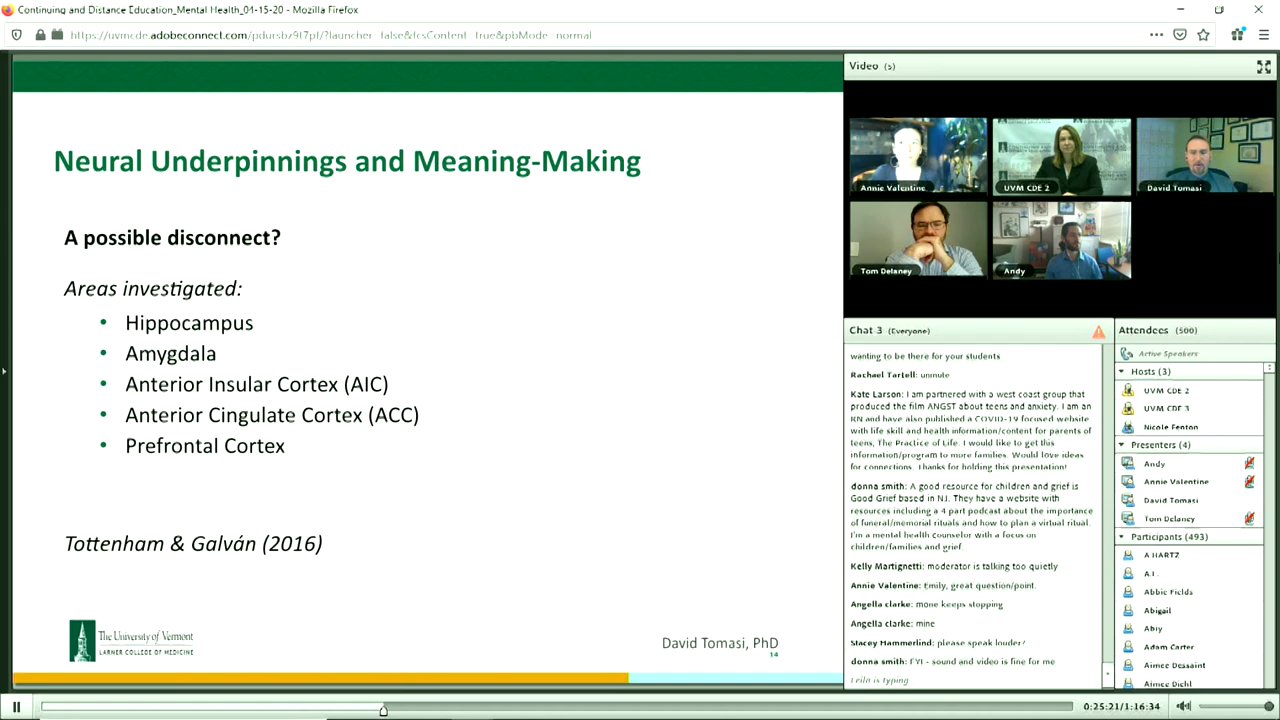 Continuing and Distance Education_Mental Health_04-15-20 - Mozilla Firefox
Neural Underpinnings and Meaning-Making
A possible disconnect?
Areas investigated:
• Hippocampus
• Amygdala
• Anterior Insular Cortex (AIC)
• Anterior Cingulate Cortex (ACC)
• Prefrontal Cortex
Tottenham & Galván (2016)
The University of Vermont
LARNER COLLEGE OF MEDICINE
David Tomasi, PhD
14
Video (5)
Annie Valentine
UVM CDE 2
David Tomasi
Tom Delaney
Andy
Chat 3 (Everyone)
wanting to be there for your students
Rachael Tartell: unmute
Kate Larson: I am partnered with a west coast group that
produced the film ANGST about teens and anxiety. I am an
RN and have also published a COVID-19 focused website
with life skill and health information/content for parents of
teens, The Practice of Life. I would like to get this
information/program to more families. Would love ideas
for connections. Thanks for holding this presentation!
donna smith: A good resource for children and grief is
Good Grief based in NJ. They have a website with
resources including a 4 part podcast about the importance
of funeral/memorial rituals and how to plan a virtual ritual.
I'm a mental health counselor with a focus on
children/families and grief.
Kelly Martignetti: moderator is talking too quietly
Annie Valentine: Emily, great question/point.
Angella clarke: mone keeps stopping
Angella clarke: mine
Stacey Hammerlind: please speak louder?
donna smith: FYI - sound and video is fine for me
is typing
Attendees (500)
Active Speakers
Hosts (3)
UVM CDE 2
UVM CDE 3
Nicole Fenton
Presenters (4)
Andy
Annie Valentine
David Tomasi
Tom Delaney
Participants (493)
A HARTZ
A.L.
Abbie Fields
Abigail
Abiy
Adam Carter
Aimee Dessaint
Aimee Diehl
0:25:21/1:16:34